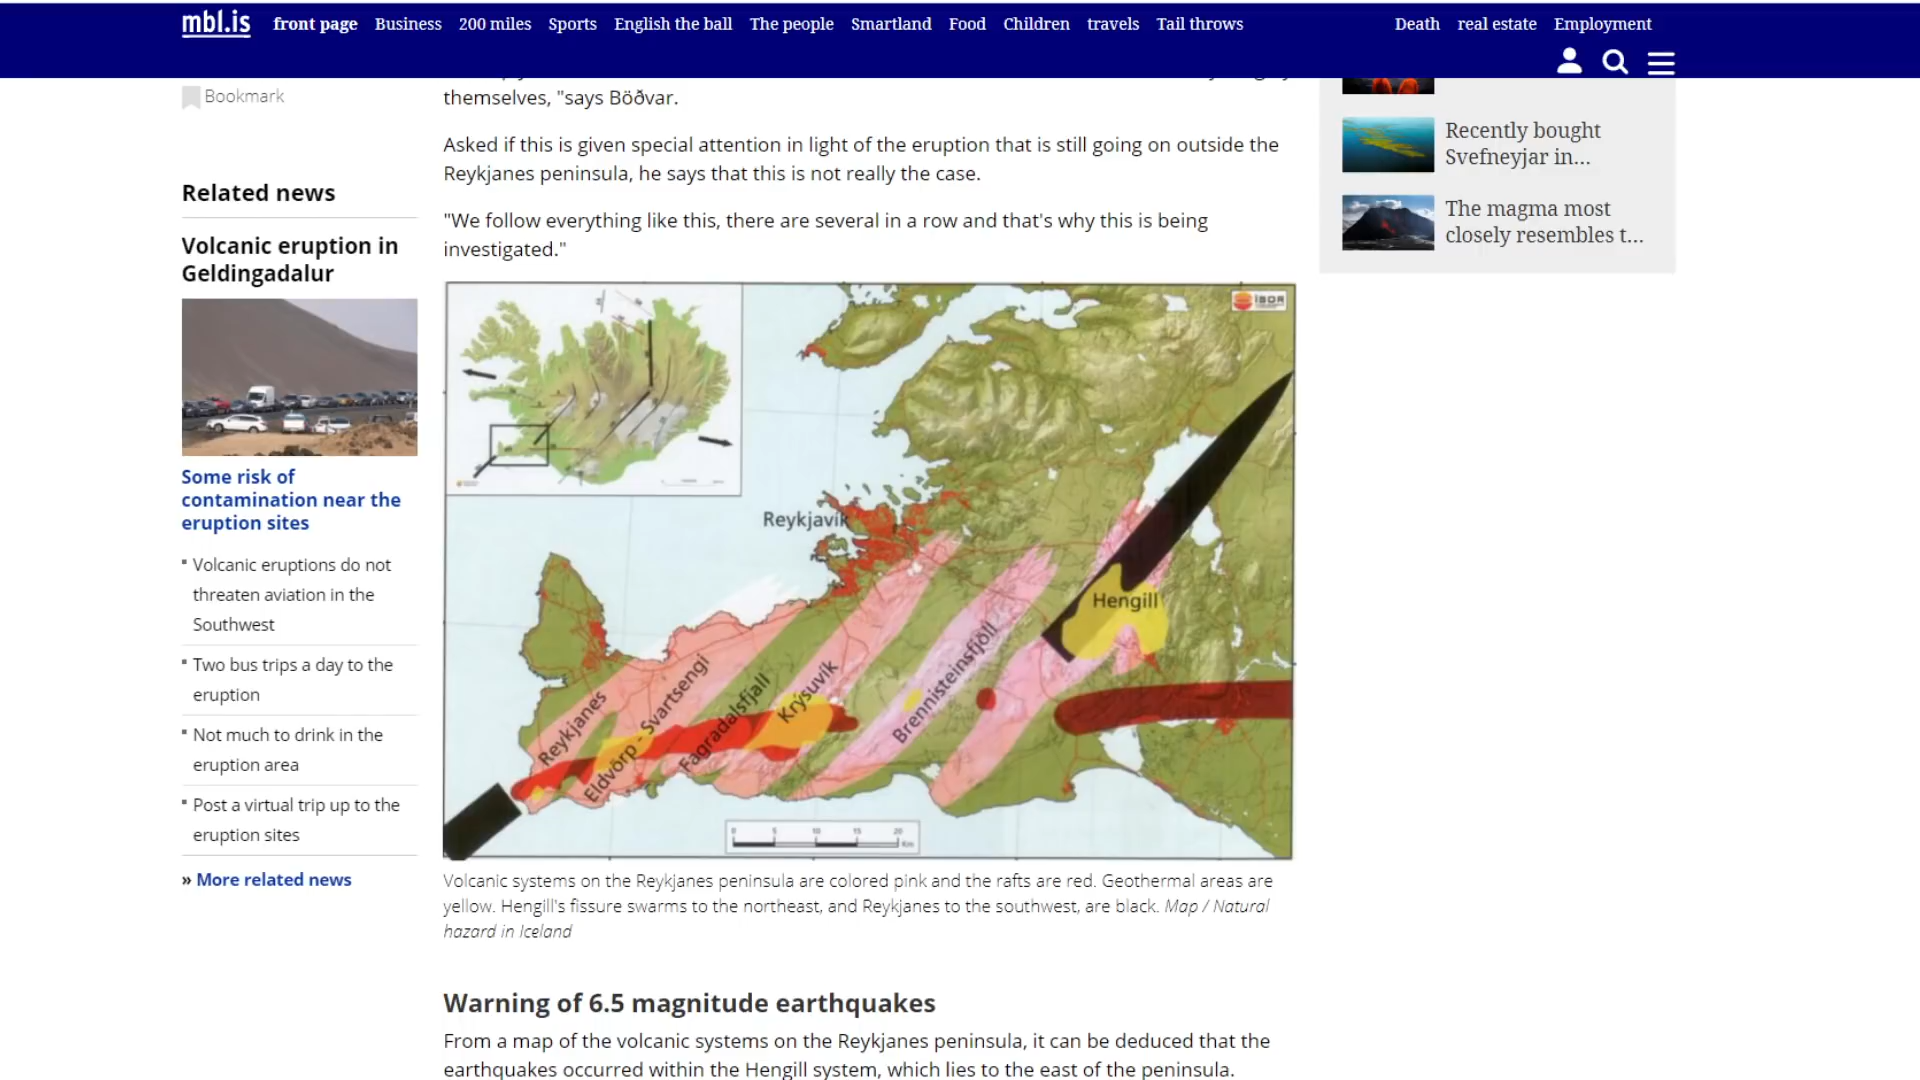 mbl.is front page Business 200 miles Sports English the ball The people Smartland Food Children travels Tail throws Death real estate Employment
Bookmark
themselves, "says Böðvar.
Asked if this is given special attention in light of the eruption that is still going on outside the
Reykjanes peninsula, he says that this is not really the case.
"We follow everything like this, there are several in a row and that's why this is being
investigated."
Related news
Volcanic eruption in
Geldingadalur
Some risk of
contamination near the
eruption sites
Volcanic eruptions do not
threaten aviation in the
Southwest
Two bus trips a day to the
eruption
Not much to drink in the
eruption area
Post a virtual trip up to the
eruption sites
» More related news
Recently bought
Svefneyjar in...
The magma most
closely resembles t...
ÍSOR
Reykjavík
Hengill
Reykjanes
Eldvörp - Svartsengi
Fagradalsfjall
Krýsuvík
Brennisteinsfjöll
0 5 10 15 20
Km
Volcanic systems on the Reykjanes peninsula are colored pink and the rafts are red. Geothermal areas are
yellow. Hengill's fissure swarms to the northeast, and Reykjanes to the southwest, are black. Map / Natural
hazard in Iceland
Warning of 6.5 magnitude earthquakes
From a map of the volcanic systems on the Reykjanes peninsula, it can be deduced that the
earthquakes occurred within the Hengill system, which lies to the east of the peninsula.